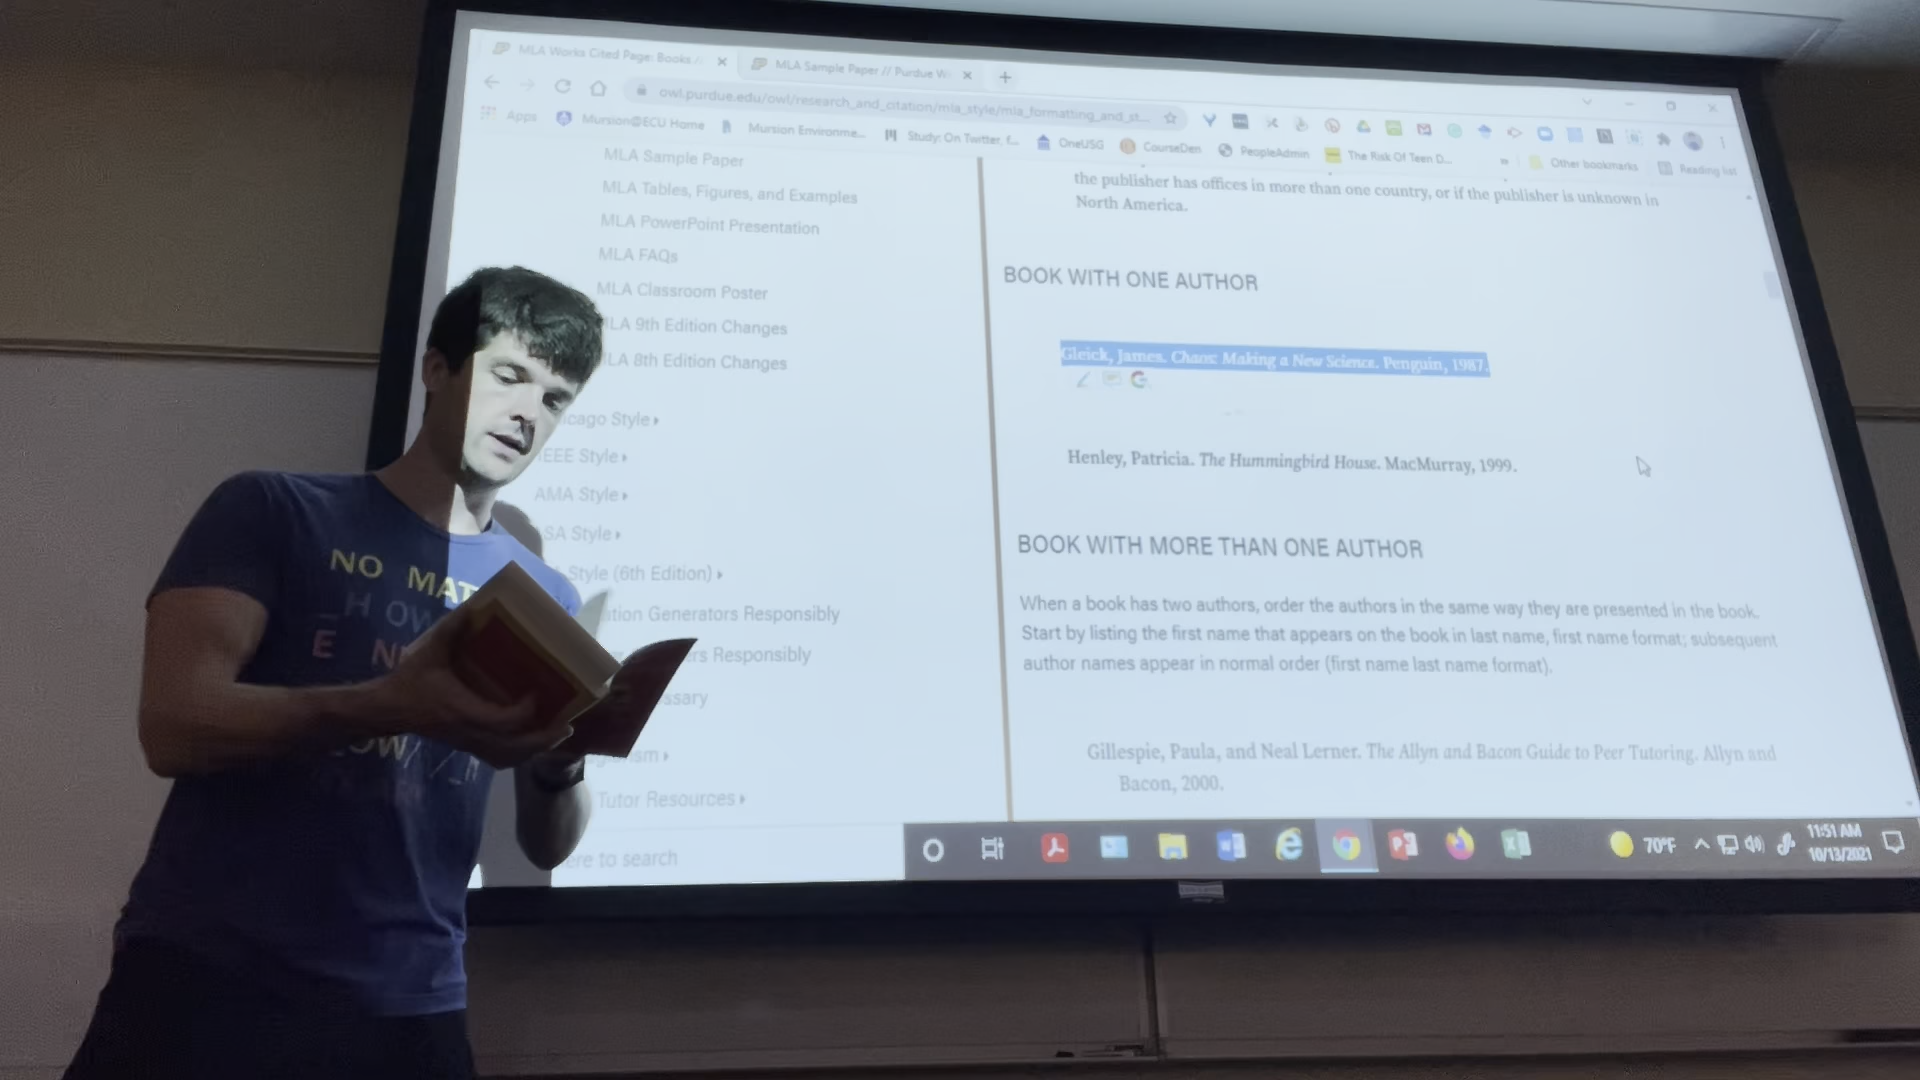 MLA Works Cited Page: Books //
MLA Sample Paper // Purdue W
owl.purdue.edu/owl/research_and_citation/mla_style/mla_formatting_and_st...
Apps
Mursion@ECU Home
Mursion Environme...
Study: On Twitter, f...
OneUSG
CourseDen
PeopleAdmin
The Risk Of Teen D...
»
Other bookmarks
Reading list
MLA Sample Paper
MLA Tables, Figures, and Examples
MLA PowerPoint Presentation
MLA FAQs
MLA Classroom Poster
LA 9th Edition Changes
LA 8th Edition Changes
icago Style
IEEE Style
AMA Style
SA Style
Style (6th Edition)
ation Generators Responsibly
rs Responsibly
ssary
ism
Tutor Resources
ere to search
the publisher has offices in more than one country, or if the publisher is unknown in
North America.
BOOK WITH ONE AUTHOR
Gleick, James. Chaos: Making a New Science. Penguin, 1987.
Henley, Patricia. The Hummingbird House. MacMurray, 1999.
BOOK WITH MORE THAN ONE AUTHOR
When a book has two authors, order the authors in the same way they are presented in the book.
Start by listing the first name that appears on the book in last name, first name format; subsequent
author names appear in normal order (first name last name format).
Gillespie, Paula, and Neal Lerner. The Allyn and Bacon Guide to Peer Tutoring. Allyn and
Bacon, 2000.
70°F
11:51 AM
10/13/2021
NO MAT
_H OW
E N
OW/ /_